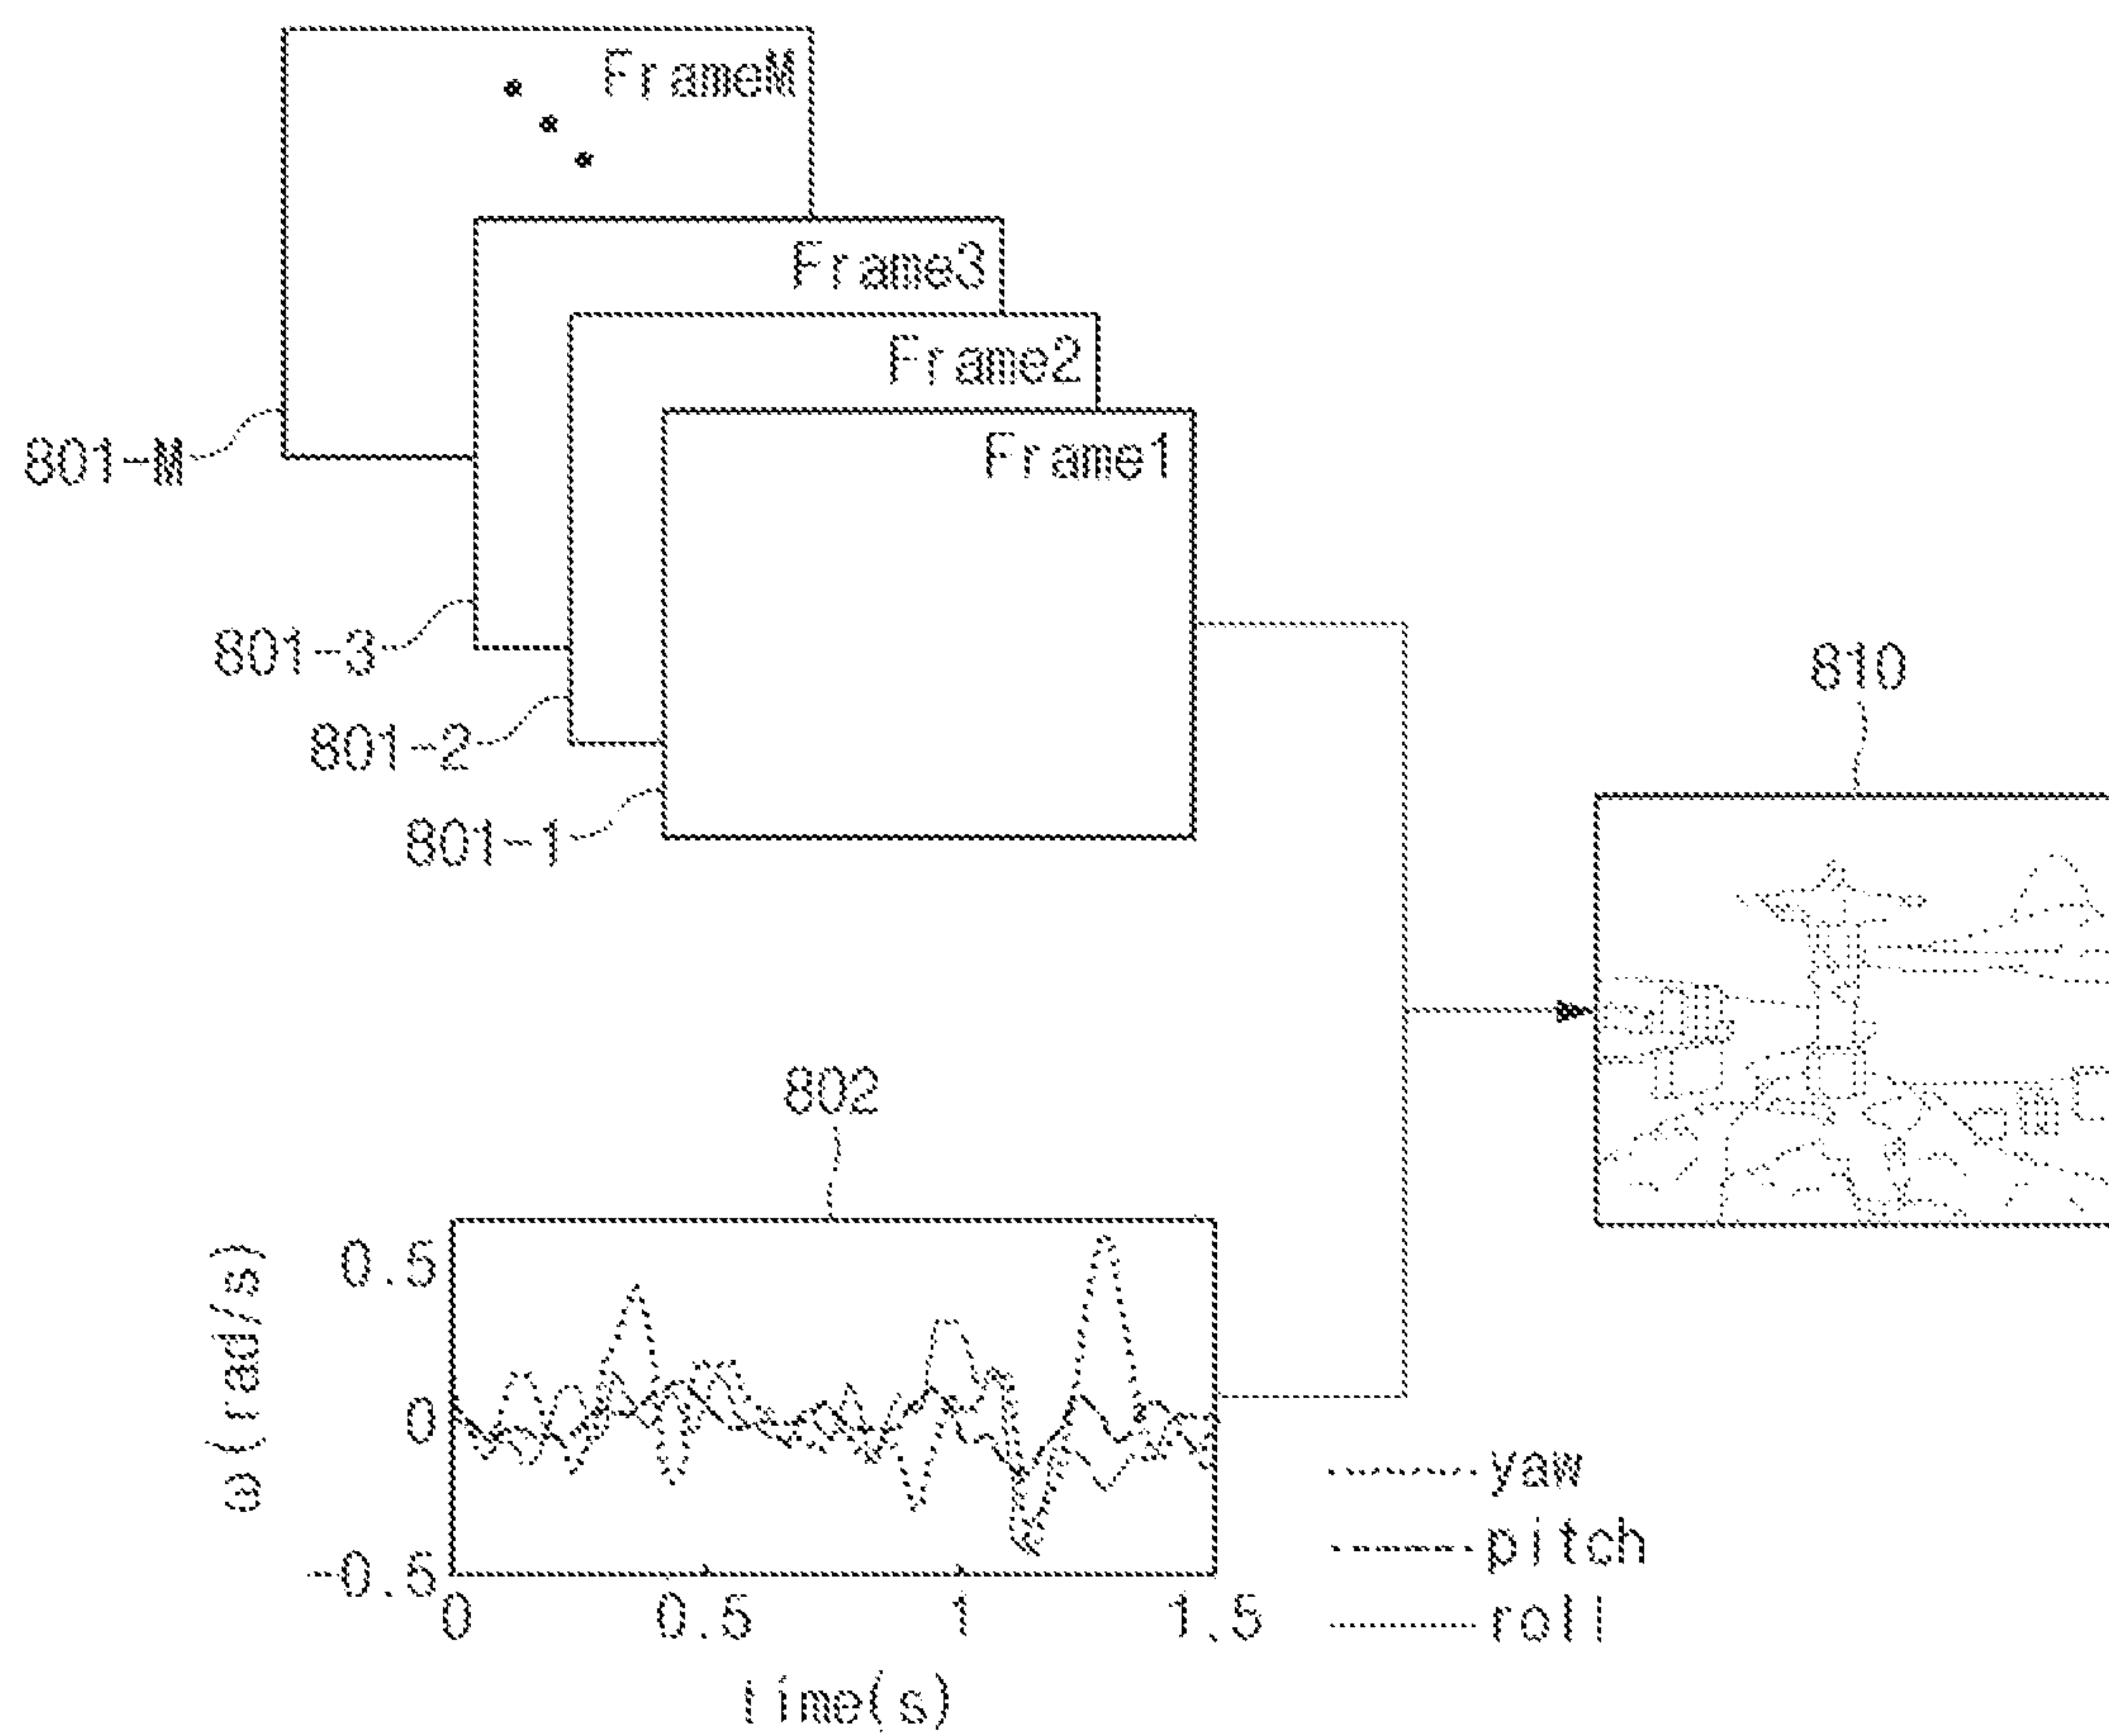 FrameM
Frame3
Frame2
Frame1
801-M
801-3
801-2
801-1
810
802
ω(rad/s)
0.5
0
-0.5
0 0.5 1 1.5
time(s)
yaw
pitch
roll